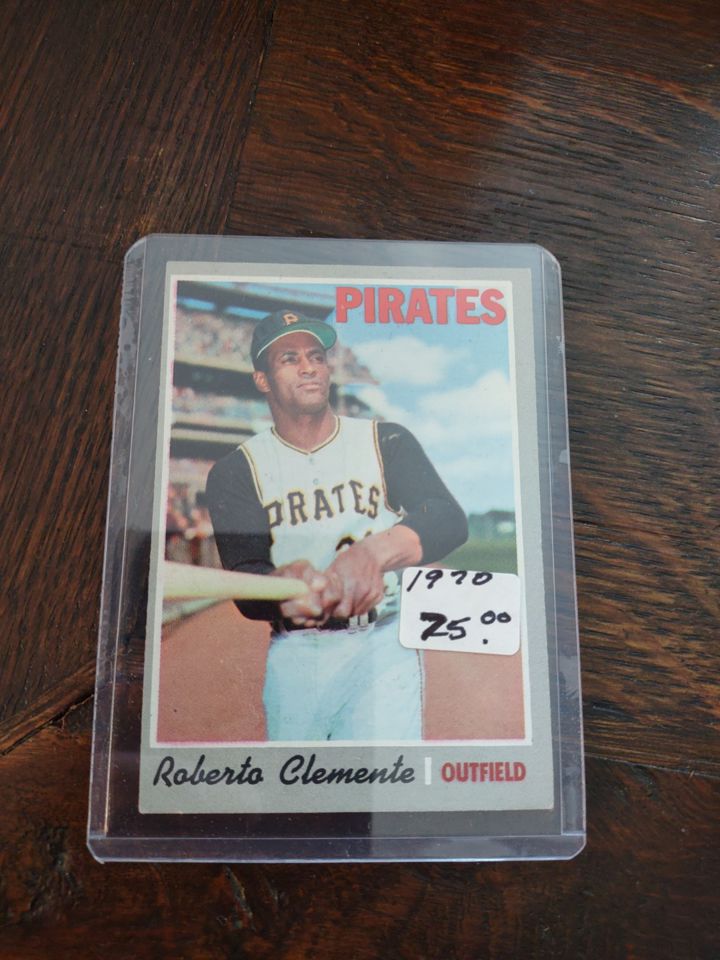 PIRATES
P
PIRATES
1970
25.00
Roberto Clemente | OUTFIELD